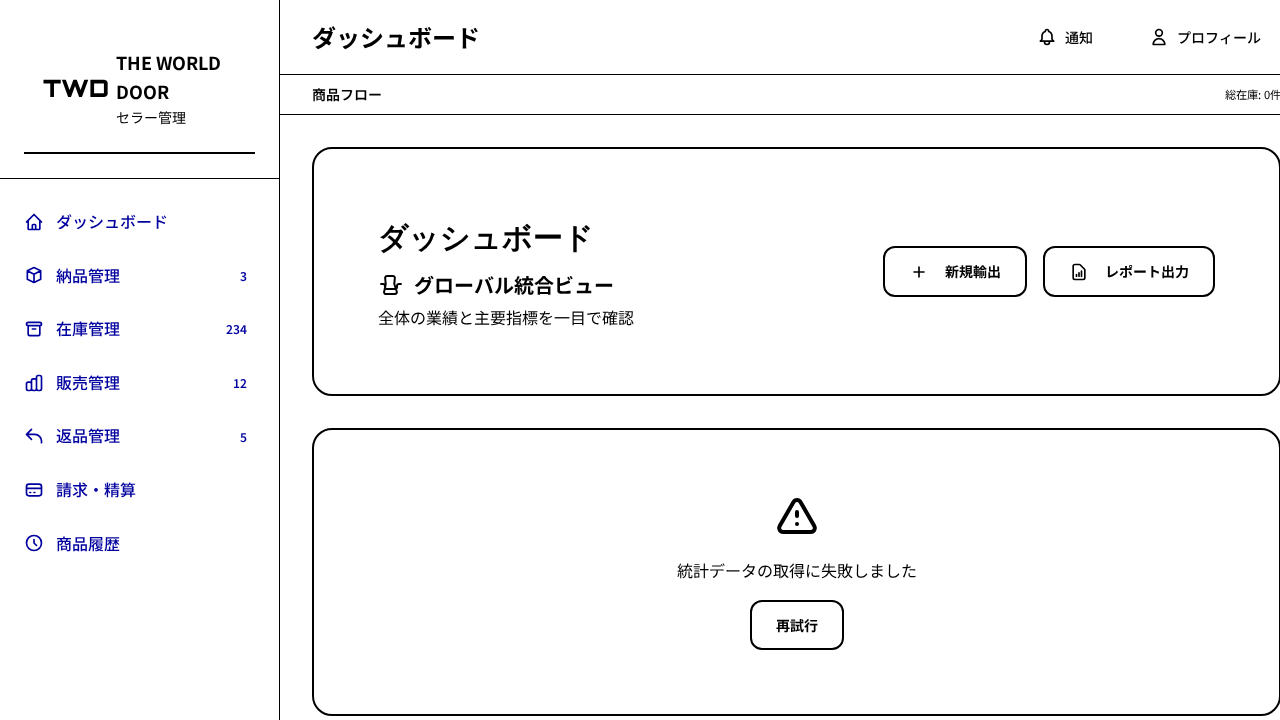 TWD
THE WORLD
DOOR
セラー管理
ダッシュボード
納品管理 3
在庫管理 234
販売管理 12
返品管理 5
請求・精算
商品履歴
ダッシュボード
通知
プロフィール
商品フロー
総在庫: 0件
ダッシュボード
グローバル統合ビュー
全体の業績と主要指標を一目で確認
新規輸出
レポート出力
統計データの取得に失敗しました
再試行